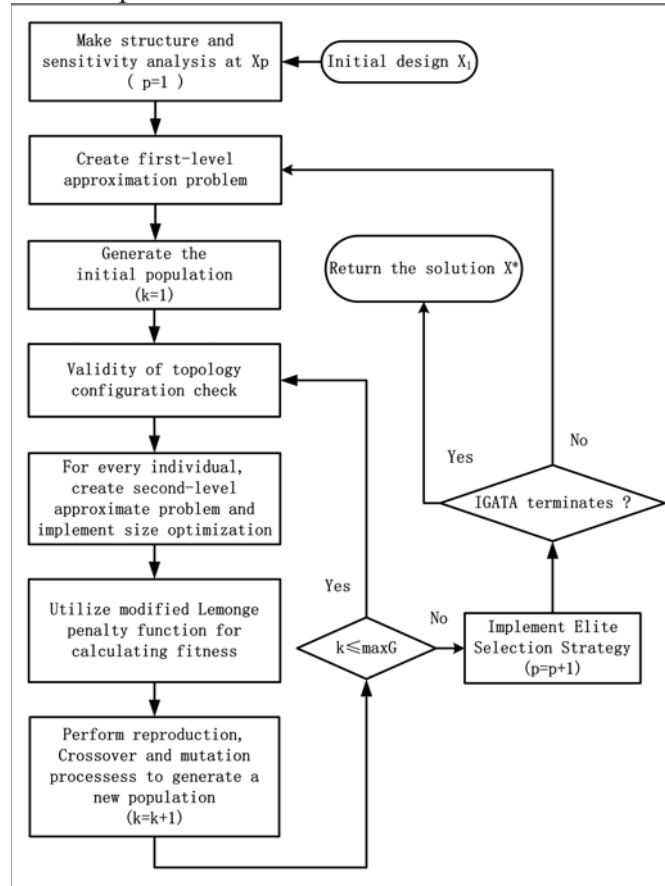 Make structure and
sensitivity analysis at Xp
( p=1 )
Initial design X₁
Create first-level
approximation problem
Generate the
initial population
(k=1)
Return the solution X*
Validity of topology
configuration check
For every individual,
create second-level
approximate problem and
implement size optimization
Yes
No
IGATA terminates ?
Utilize modified Lemonge
penalty function for
calculating fitness
Yes
k≤maxG
No
Implement Elite
Selection Strategy
(p=p+1)
Perform reproduction,
Crossover and mutation
processess to generate a
new population
(k=k+1)